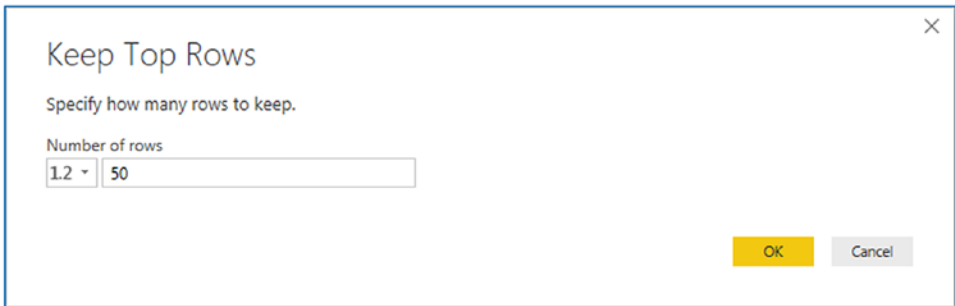 Keep Top Rows
Specify how many rows to keep.
Number of rows
1.2 50
OK Cancel